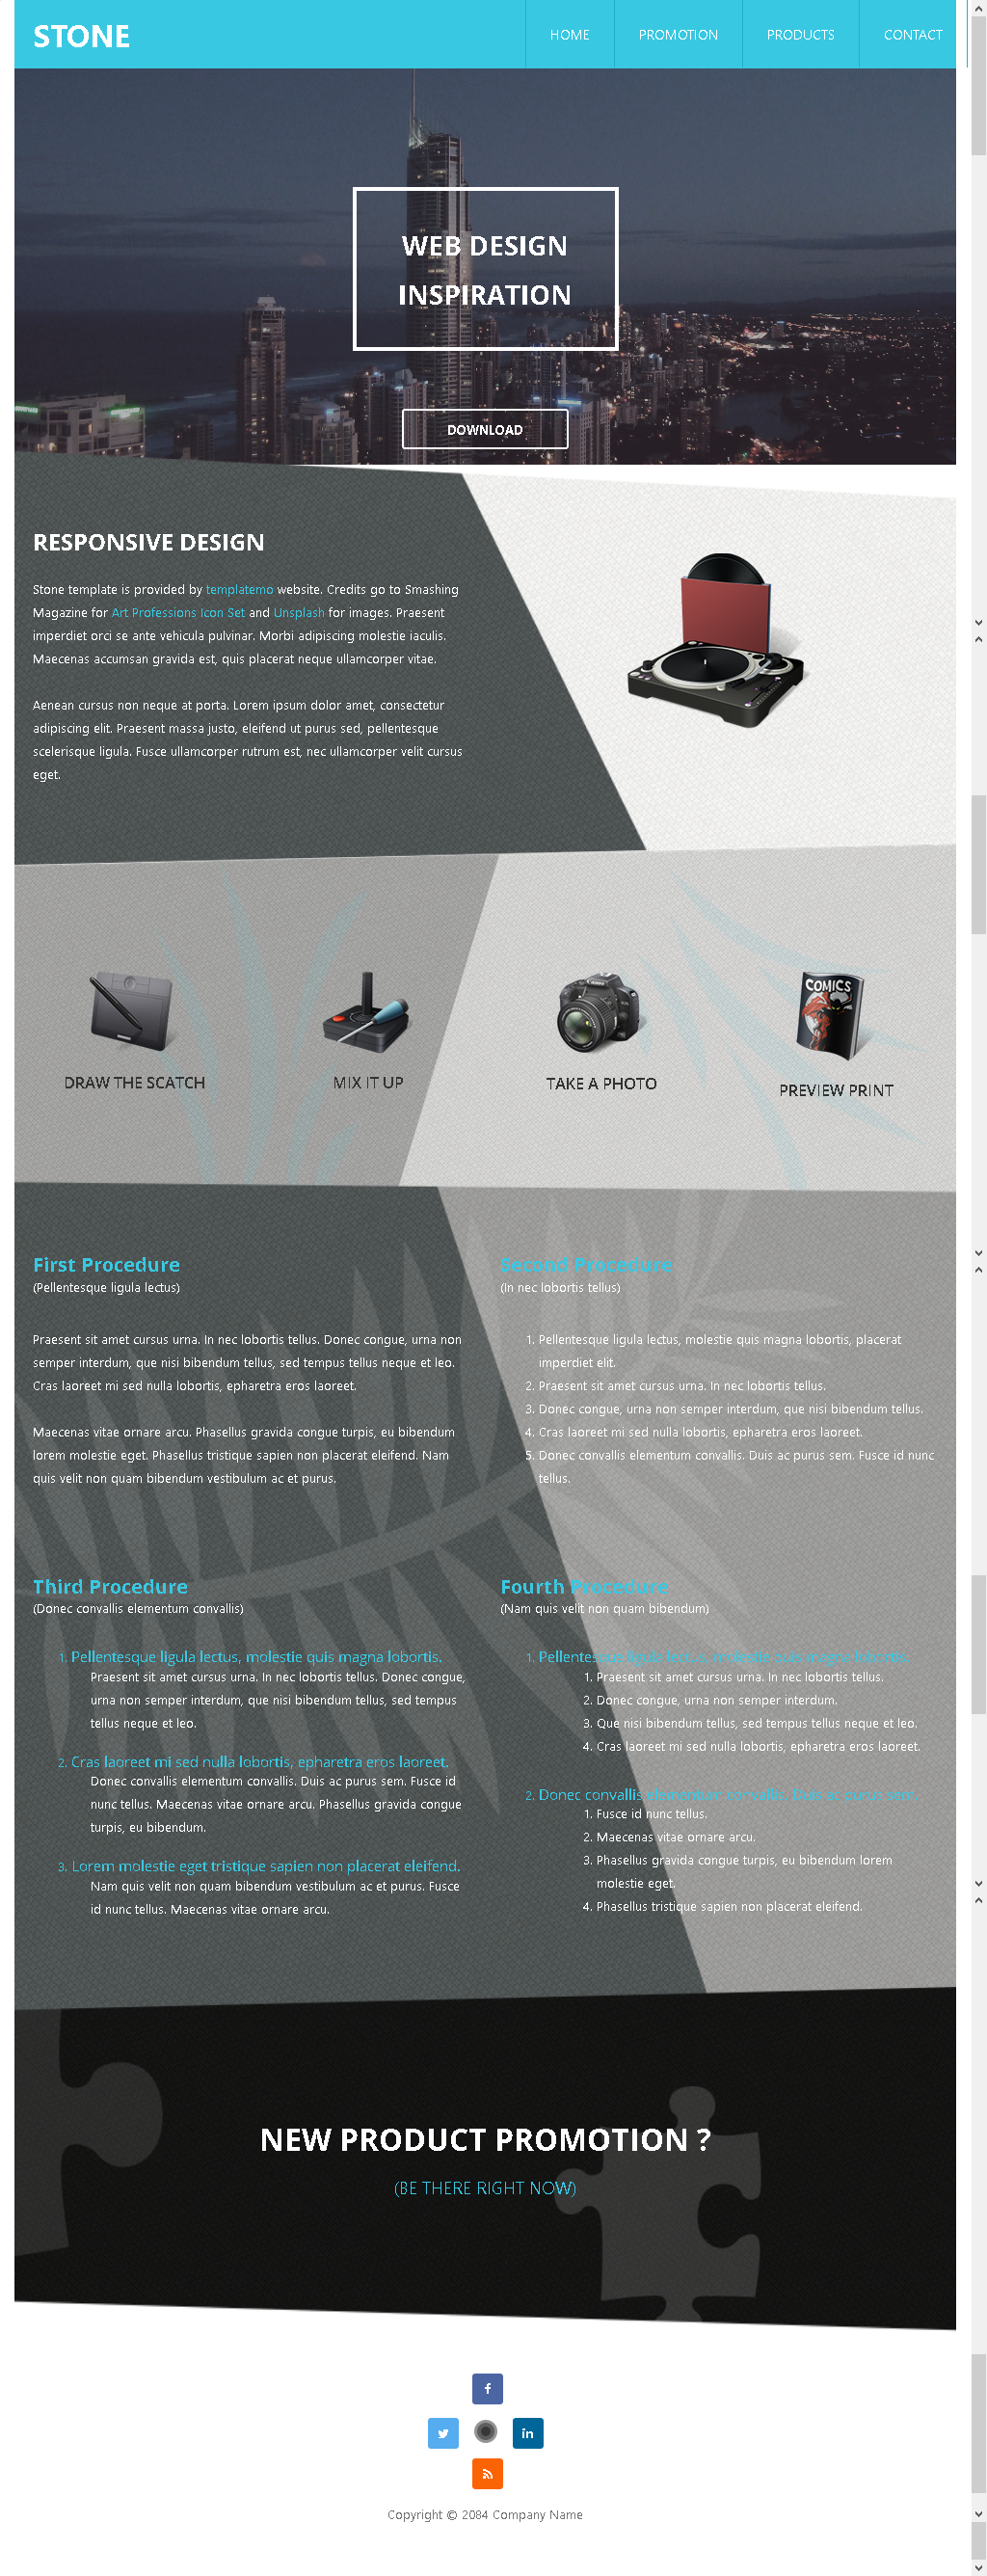 STONE
HOME PROMOTION PRODUCTS CONTACT
WEB DESIGN
INSPIRATION
DOWNLOAD
RESPONSIVE DESIGN
Stone template is provided by templatemo website. Credits go to Smashing
Magazine for Art Professions Icon Set and Unsplash for images. Praesent
imperdiet orci se ante vehicula pulvinar. Morbi adipiscing molestie iaculis.
Maecenas accumsan gravida est, quis placerat neque ullamcorper vitae.
Aenean cursus non neque at porta. Lorem ipsum dolor amet, consectetur
adipiscing elit. Praesent massa justo, eleifend ut purus sed, pellentesque
scelerisque ligula. Fusce ullamcorper rutrum est, nec ullamcorper velit cursus
eget.
COMICS
DRAW THE SCATCH
MIX IT UP
TAKE A PHOTO
PREVIEW PRINT
First Procedure
(Pellentesque ligula lectus)
Praesent sit amet cursus urna. In nec lobortis tellus. Donec congue, urna non
semper interdum, que nisi bibendum tellus, sed tempus tellus neque et leo.
Cras laoreet mi sed nulla lobortis, epharetra eros laoreet.
Maecenas vitae ornare arcu. Phasellus gravida congue turpis, eu bibendum
lorem molestie eget. Phasellus tristique sapien non placerat eleifend. Nam
quis velit non quam bibendum vestibulum ac et purus.
Second Procedure
(In nec lobortis tellus)
1. Pellentesque ligula lectus, molestie quis magna lobortis, placerat
imperdiet elit.
2. Praesent sit amet cursus urna. In nec lobortis tellus.
3. Donec congue, urna non semper interdum, que nisi bibendum tellus.
4. Cras laoreet mi sed nulla lobortis, epharetra eros laoreet.
5. Donec convallis elementum convallis. Duis ac purus sem. Fusce id nunc
tellus.
Third Procedure
(Donec convallis elementum convallis)
1. Pellentesque ligula lectus, molestie quis magna lobortis.
Praesent sit amet cursus urna. In nec lobortis tellus. Donec congue,
urna non semper interdum, que nisi bibendum tellus, sed tempus
tellus neque et leo.
2. Cras laoreet mi sed nulla lobortis, epharetra eros laoreet.
Donec convallis elementum convallis. Duis ac purus sem. Fusce id
nunc tellus. Maecenas vitae ornare arcu. Phasellus gravida congue
turpis, eu bibendum.
3. Lorem molestie eget tristique sapien non placerat eleifend.
Nam quis velit non quam bibendum vestibulum ac et purus. Fusce
id nunc tellus. Maecenas vitae ornare arcu.
Fourth Procedure
(Nam quis velit non quam bibendum)
1. Pellentesque ligula lectus, molestie quis magna lobortis.
1. Praesent sit amet cursus urna. In nec lobortis tellus.
2. Donec congue, urna non semper interdum.
3. Que nisi bibendum tellus, sed tempus tellus neque et leo.
4. Cras laoreet mi sed nulla lobortis, epharetra eros laoreet.
2. Donec convallis elementum convallis. Duis ac purus sem.
1. Fusce id nunc tellus.
2. Maecenas vitae ornare arcu.
3. Phasellus gravida congue turpis, eu bibendum lorem
molestie eget.
4. Phasellus tristique sapien non placerat eleifend.
NEW PRODUCT PROMOTION ?
(BE THERE RIGHT NOW)
Copyright © 2084 Company Name